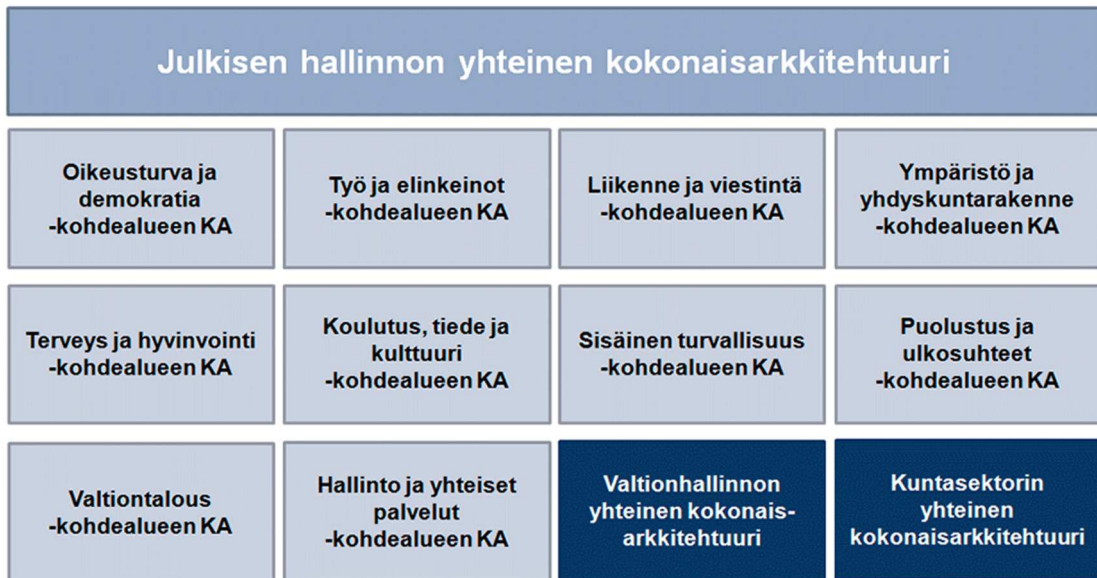 Julkisen hallinnon yhteinen kokonaisarkkitehtuuri
Oikeusturva ja
demokratia
-kohdealueen KA
Työ ja elinkeinot
-kohdealueen KA
Liikenne ja viestintä
-kohdealueen KA
Ympäristö ja
yhdyskuntarakenne
-kohdealueen KA
Terveys ja hyvinvointi
-kohdealueen KA
Koulutus, tiede ja
kulttuuri
-kohdealueen KA
Sisäinen turvallisuus
-kohdealueen KA
Puolustus ja
ulkosuhteet
-kohdealueen KA
Valtiontalous
-kohdealueen KA
Hallinto ja yhteiset
palvelut
-kohdealueen KA
Valtionhallinnon
yhteinen kokonais-
arkkitehtuuri
Kuntasektorin
yhteinen
kokonaisarkkitehtuuri